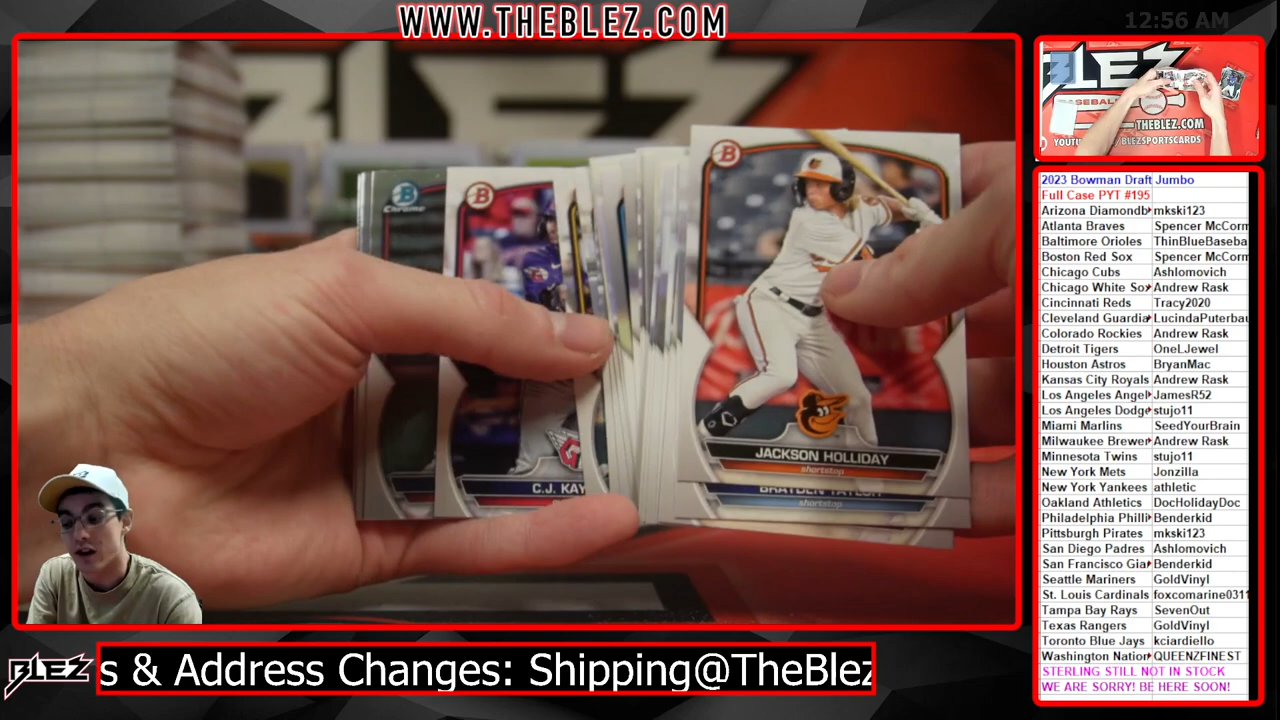 WWW.THEBLEZ.COM
12:56 AM
BLEZ
BASEBALL
THEBLEZ.COM
/BLEZSPORTSCARDS
B
Chrome
B
C.J. KAY
B
JACKSON HOLLIDAY
shortstop
BRAYDEN TAYLOR
shortstop
2023 Bowman Draft Jumbo
Full Case PYT #195
Arizona Diamondb mkski123
Atlanta Braves Spencer McCorm
Baltimore Orioles ThinBlueBaseba
Boston Red Sox Spencer McCorm
Chicago Cubs Ashlomovich
Chicago White Sox Andrew Rask
Cincinnati Reds Tracy2020
Cleveland Guardia LucindaPuterbau
Colorado Rockies Andrew Rask
Detroit Tigers OneLJewel
Houston Astros BryanMac
Kansas City Royals Andrew Rask
Los Angeles Angel JamesR52
Los Angeles Dodge stujo11
Miami Marlins SeedYourBrain
Milwaukee Brewer Andrew Rask
Minnesota Twins stujo11
New York Mets Jonzilla
New York Yankees athletic
Oakland Athletics DocHolidayDoc
Philadelphia Philli Benderkid
Pittsburgh Pirates mkski123
San Diego Padres Ashlomovich
San Francisco Gia Benderkid
Seattle Mariners GoldVinyl
St. Louis Cardinals foxcomarine0311
Tampa Bay Rays SevenOut
Texas Rangers GoldVinyl
Toronto Blue Jays kciardiello
Washington Nation QUEENZFINEST
STERLING STILL NOT IN STOCK
WE ARE SORRY! BE HERE SOON!
BLEZ
s & Address Changes: Shipping@TheBlez